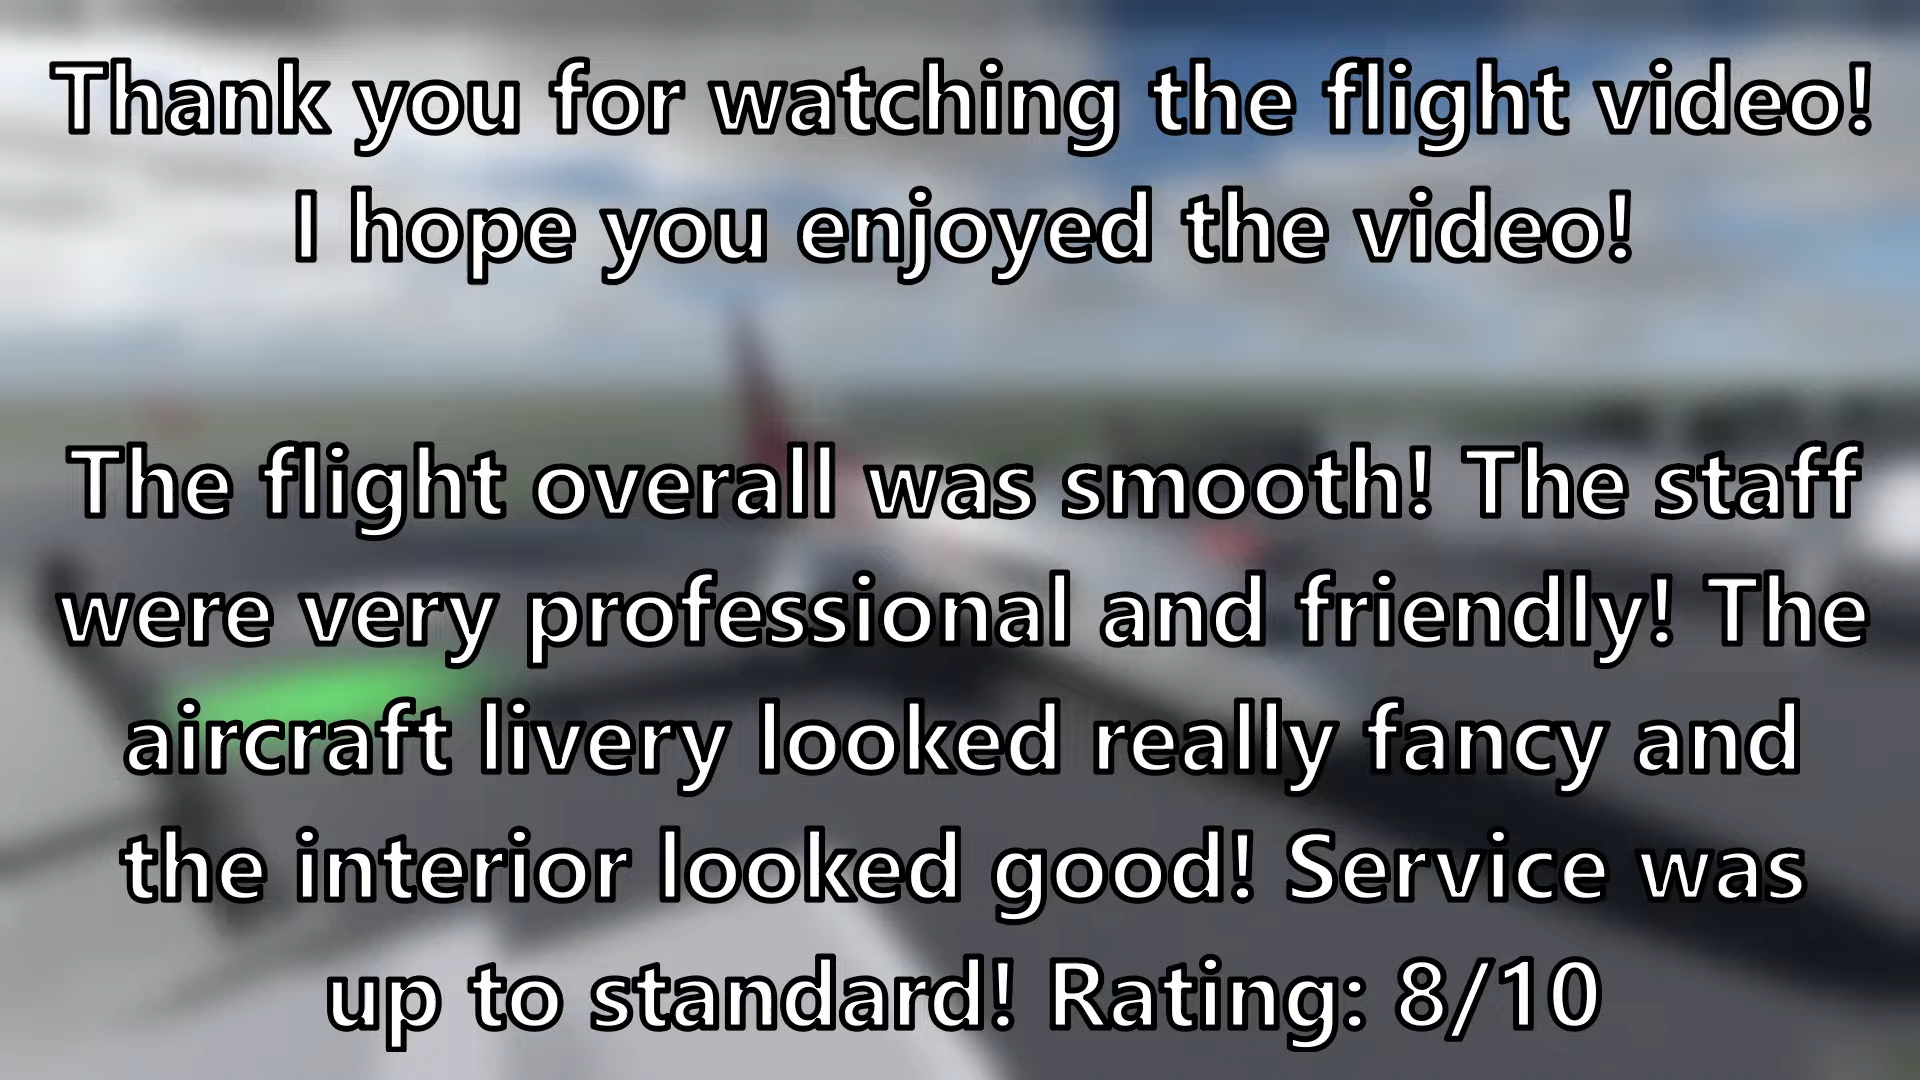 Thank you for watching the flight video!
I hope you enjoyed the video!
The flight overall was smooth! The staff
were very professional and friendly! The
aircraft livery looked really fancy and
the interior looked good! Service was
up to standard! Rating: 8/10